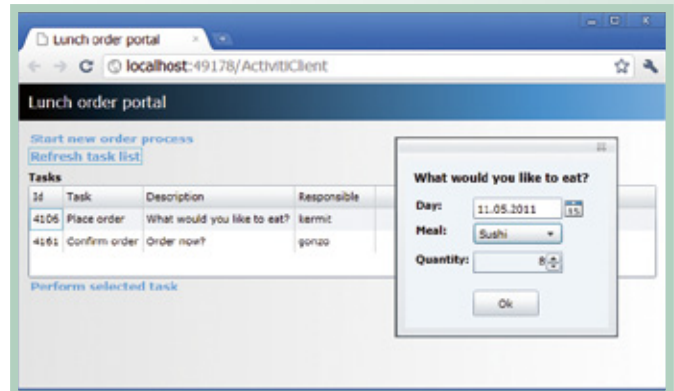 Lunch order portal
localhost:49178/ActivitiClient
Lunch order portal
Start new order process
Refresh task list
Tasks
Id Task Description Responsible
4106 Place order What would you like to eat? kermit
4161 Confirm order Order now? gonzo
Perform selected task
What would you like to eat?
Day: 11.05.2011 15
Meal: Sushi
Quantity: 8
Ok